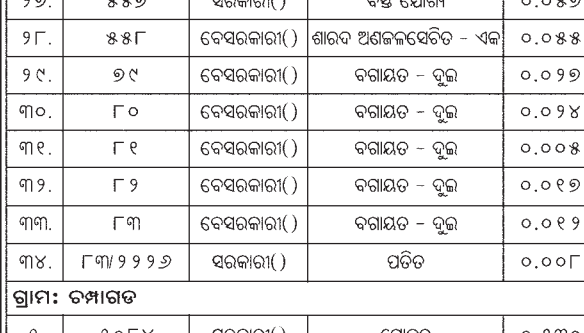 ୨୮. ୫୫୮ ବେସରକାରୀ() ଶାରଦ ଅଣଜଳସେଚିତ - ଏକ ୦.୦୫୫
୨୯. ୭୯ ବେସରକାରୀ() ବଗାୟତ - ଦୁଇ ୦.୦୨୭
୩୦. ୮୦ ବେସରକାରୀ() ବଗାୟତ - ଦୁଇ ୦.୦୨୪
୩୧. ୮୧ ବେସରକାରୀ() ବଗାୟତ - ଦୁଇ ୦.୦୦୫
୩୨. ୮୨ ବେସରକାରୀ() ବଗାୟତ - ଦୁଇ ୦.୦୧୭
୩୩. ୮୩ ବେସରକାରୀ() ବଗାୟତ - ଦୁଇ ୦.୦୧୨
୩୪. ୮୩/୨୨୨୬ ସରକାରୀ() ପତିତ ୦.୦୦୮
ଗ୍ରାମ: ଚମ୍ପାଗଡ